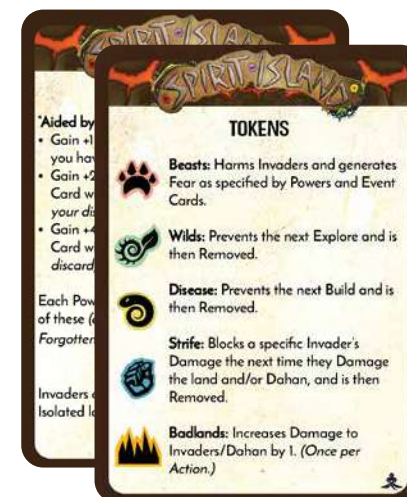 SPIRIT ISLAND
*Aided by
• Gain +1
you hav
• Gain +2
Card w
your di
• Gain +4
Card w
discard
Each Pow
of these (
Forgotten
Invaders
Isolated l
SPIRIT ISLAND
TOKENS
Beasts: Harms Invaders and generates
Fear as specified by Powers and Event
Cards.
Wilds: Prevents the next Explore and is
then Removed.
Disease: Prevents the next Build and is
then Removed.
Strife: Blocks a specific Invader's
Damage the next time they Damage
the land and/or Dahan, and is then
Removed.
Badlands: Increases Damage to
Invaders/Dahan by 1. (Once per
Action.)